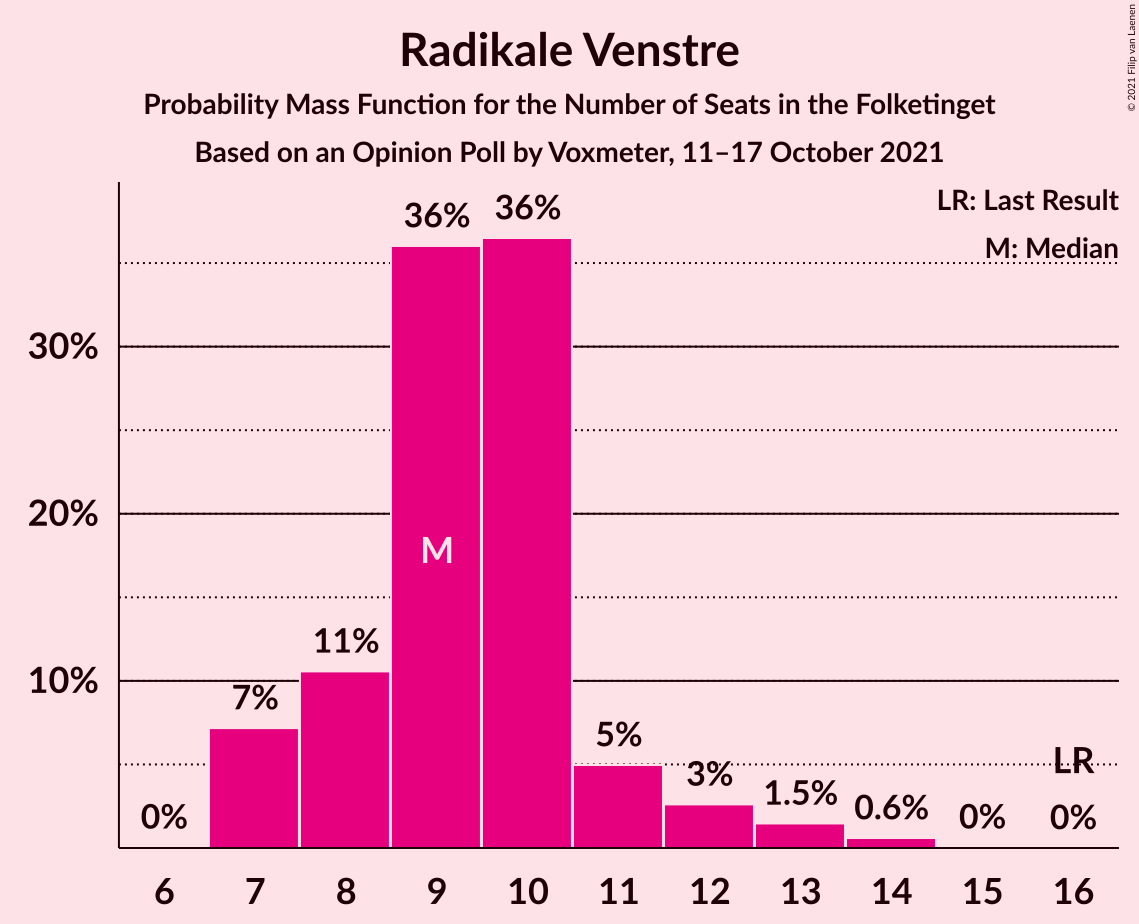 Radikale Venstre
Probability Mass Function for the Number of Seats in the Folketinget
Based on an Opinion Poll by Voxmeter, 11–17 October 2021
© 2021 Filip van Laenen
LR: Last Result
M: Median
36%
36%
30%
20%
M
11%
10%
7%
5%
3%
LR
1.5%
0.6%
0%
0%
0%
6 7 8 9 10 11 12 13 14 15 16